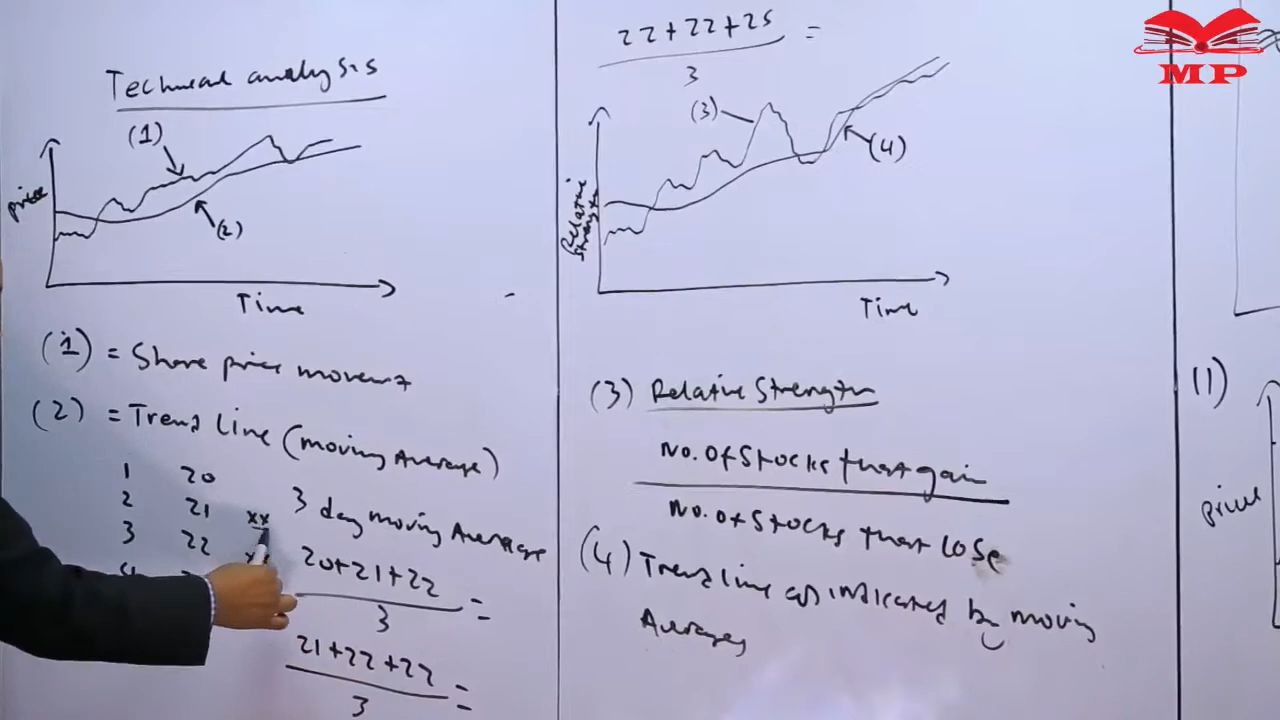 Technical analysis
(1)
price
(2)
Time
(1) = Share price movement
(2) = Trend Line (moving Average)
1 20
2 21 xx
3 22
3 day moving Average
20+21+22
3
=
21+22+22
3
=
22+22+25
3
=
(3)
(4)
Relative
Strength
Time
(3) Relative Strength
No. of Stocks that gain
No. of Stocks that lose
(4) Trend line as indicated by moving
Averages
MP
(1)
price